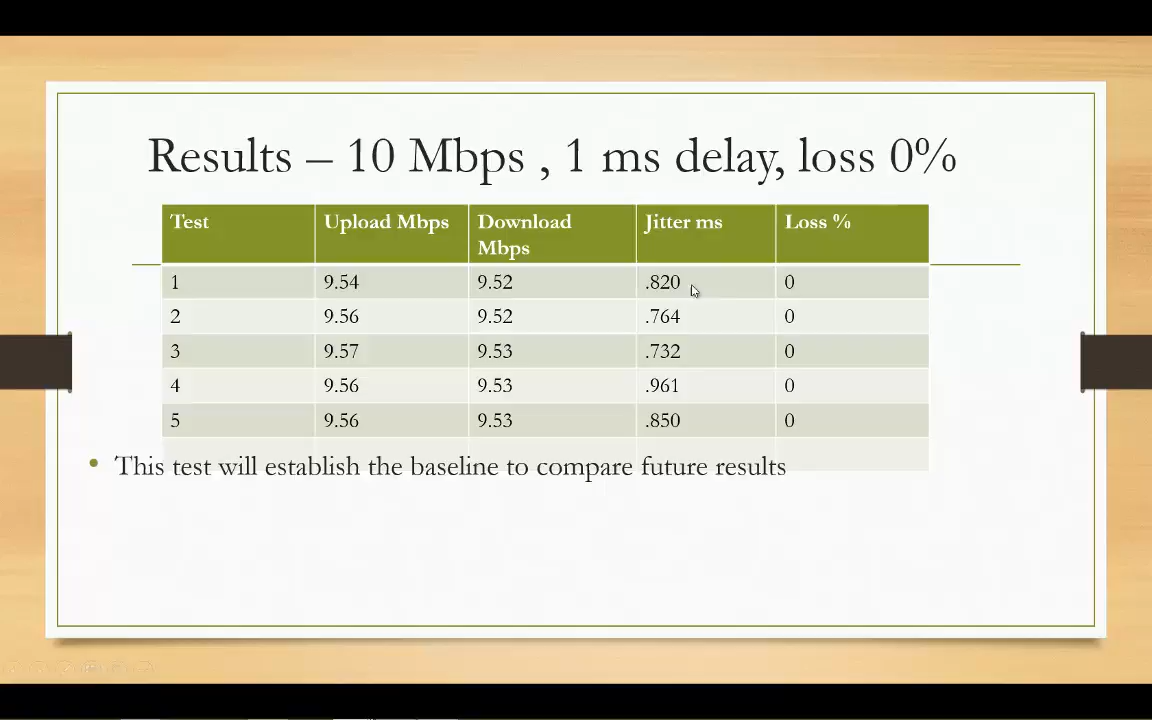 Results – 10 Mbps , 1 ms delay, loss 0%
Test Upload Mbps Download Mbps Jitter ms Loss %
1 9.54 9.52 .820 0
2 9.56 9.52 .764 0
3 9.57 9.53 .732 0
4 9.56 9.53 .961 0
5 9.56 9.53 .850 0
• This test will establish the baseline to compare future results